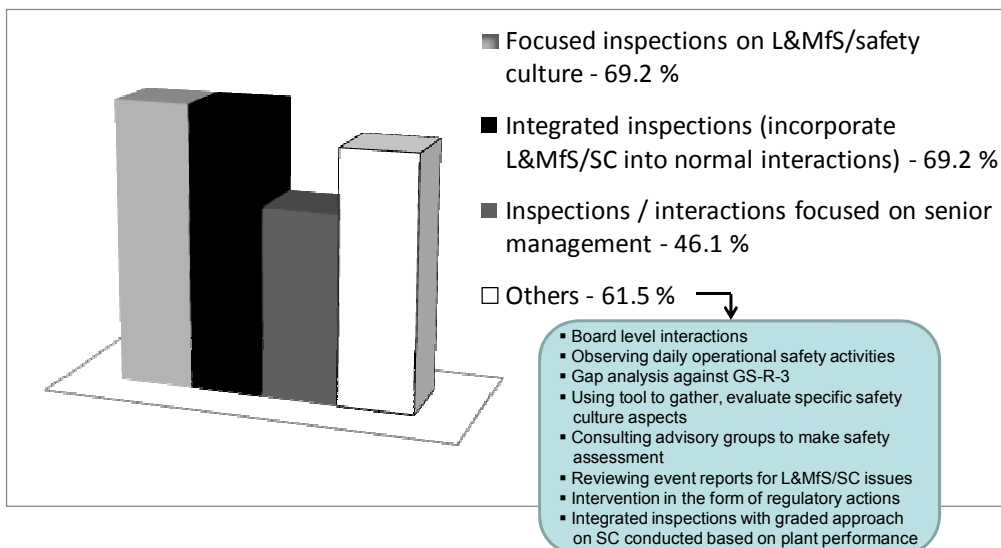 Focused inspections on L&MfS/safety
culture - 69.2 %
Integrated inspections (incorporate
L&MfS/SC into normal interactions) - 69.2 %
Inspections / interactions focused on senior
management - 46.1 %
Others - 61.5 %
▪ Board level interactions
▪ Observing daily operational safety activities
▪ Gap analysis against GS-R-3
▪ Using tool to gather, evaluate specific safety
culture aspects
▪ Consulting advisory groups to make safety
assessment
▪ Reviewing event reports for L&MfS/SC issues
▪ Intervention in the form of regulatory actions
▪ Integrated inspections with graded approach
on SC conducted based on plant performance